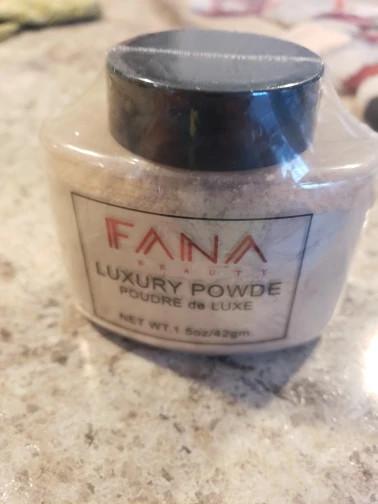 FANA
BEAUTY
LUXURY POWDE
POUDRE de LUXE
NET WT.1.5oz/42gm